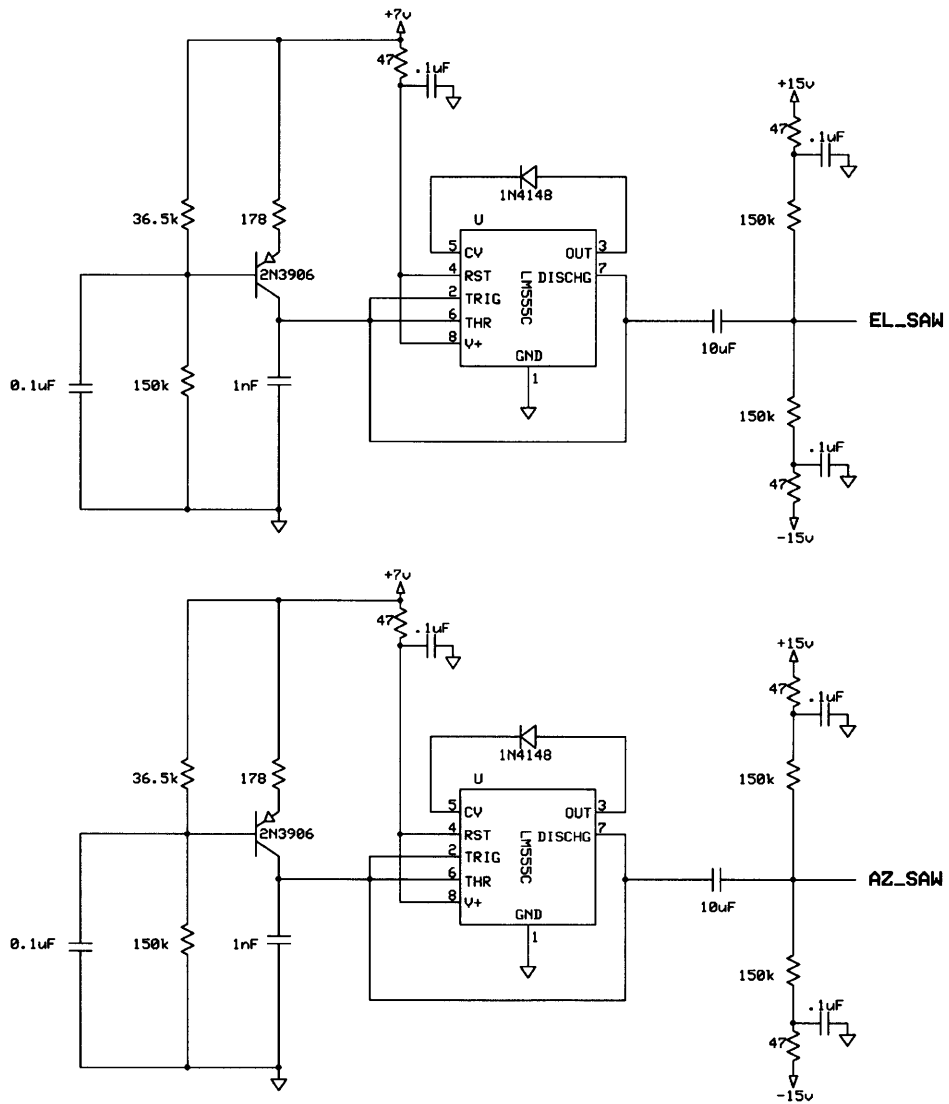 +7v
47
.1uF
+15v
47
.1uF
1N4148
36.5k
178
U
150k
5 CV
OUT 3
2N3906
4 RST
DISCHG 7
2 TRIG
LM555C
6 THR
EL_SAW
8 V+
10uF
GND
0.1uF
150k
1nF
1
150k
.1uF
47
-15v
+7v
47
.1uF
+15v
47
.1uF
1N4148
36.5k
178
U
150k
5 CV
OUT 3
2N3906
4 RST
DISCHG 7
2 TRIG
LM555C
6 THR
AZ_SAW
8 V+
10uF
GND
0.1uF
150k
1nF
1
150k
.1uF
47
-15v